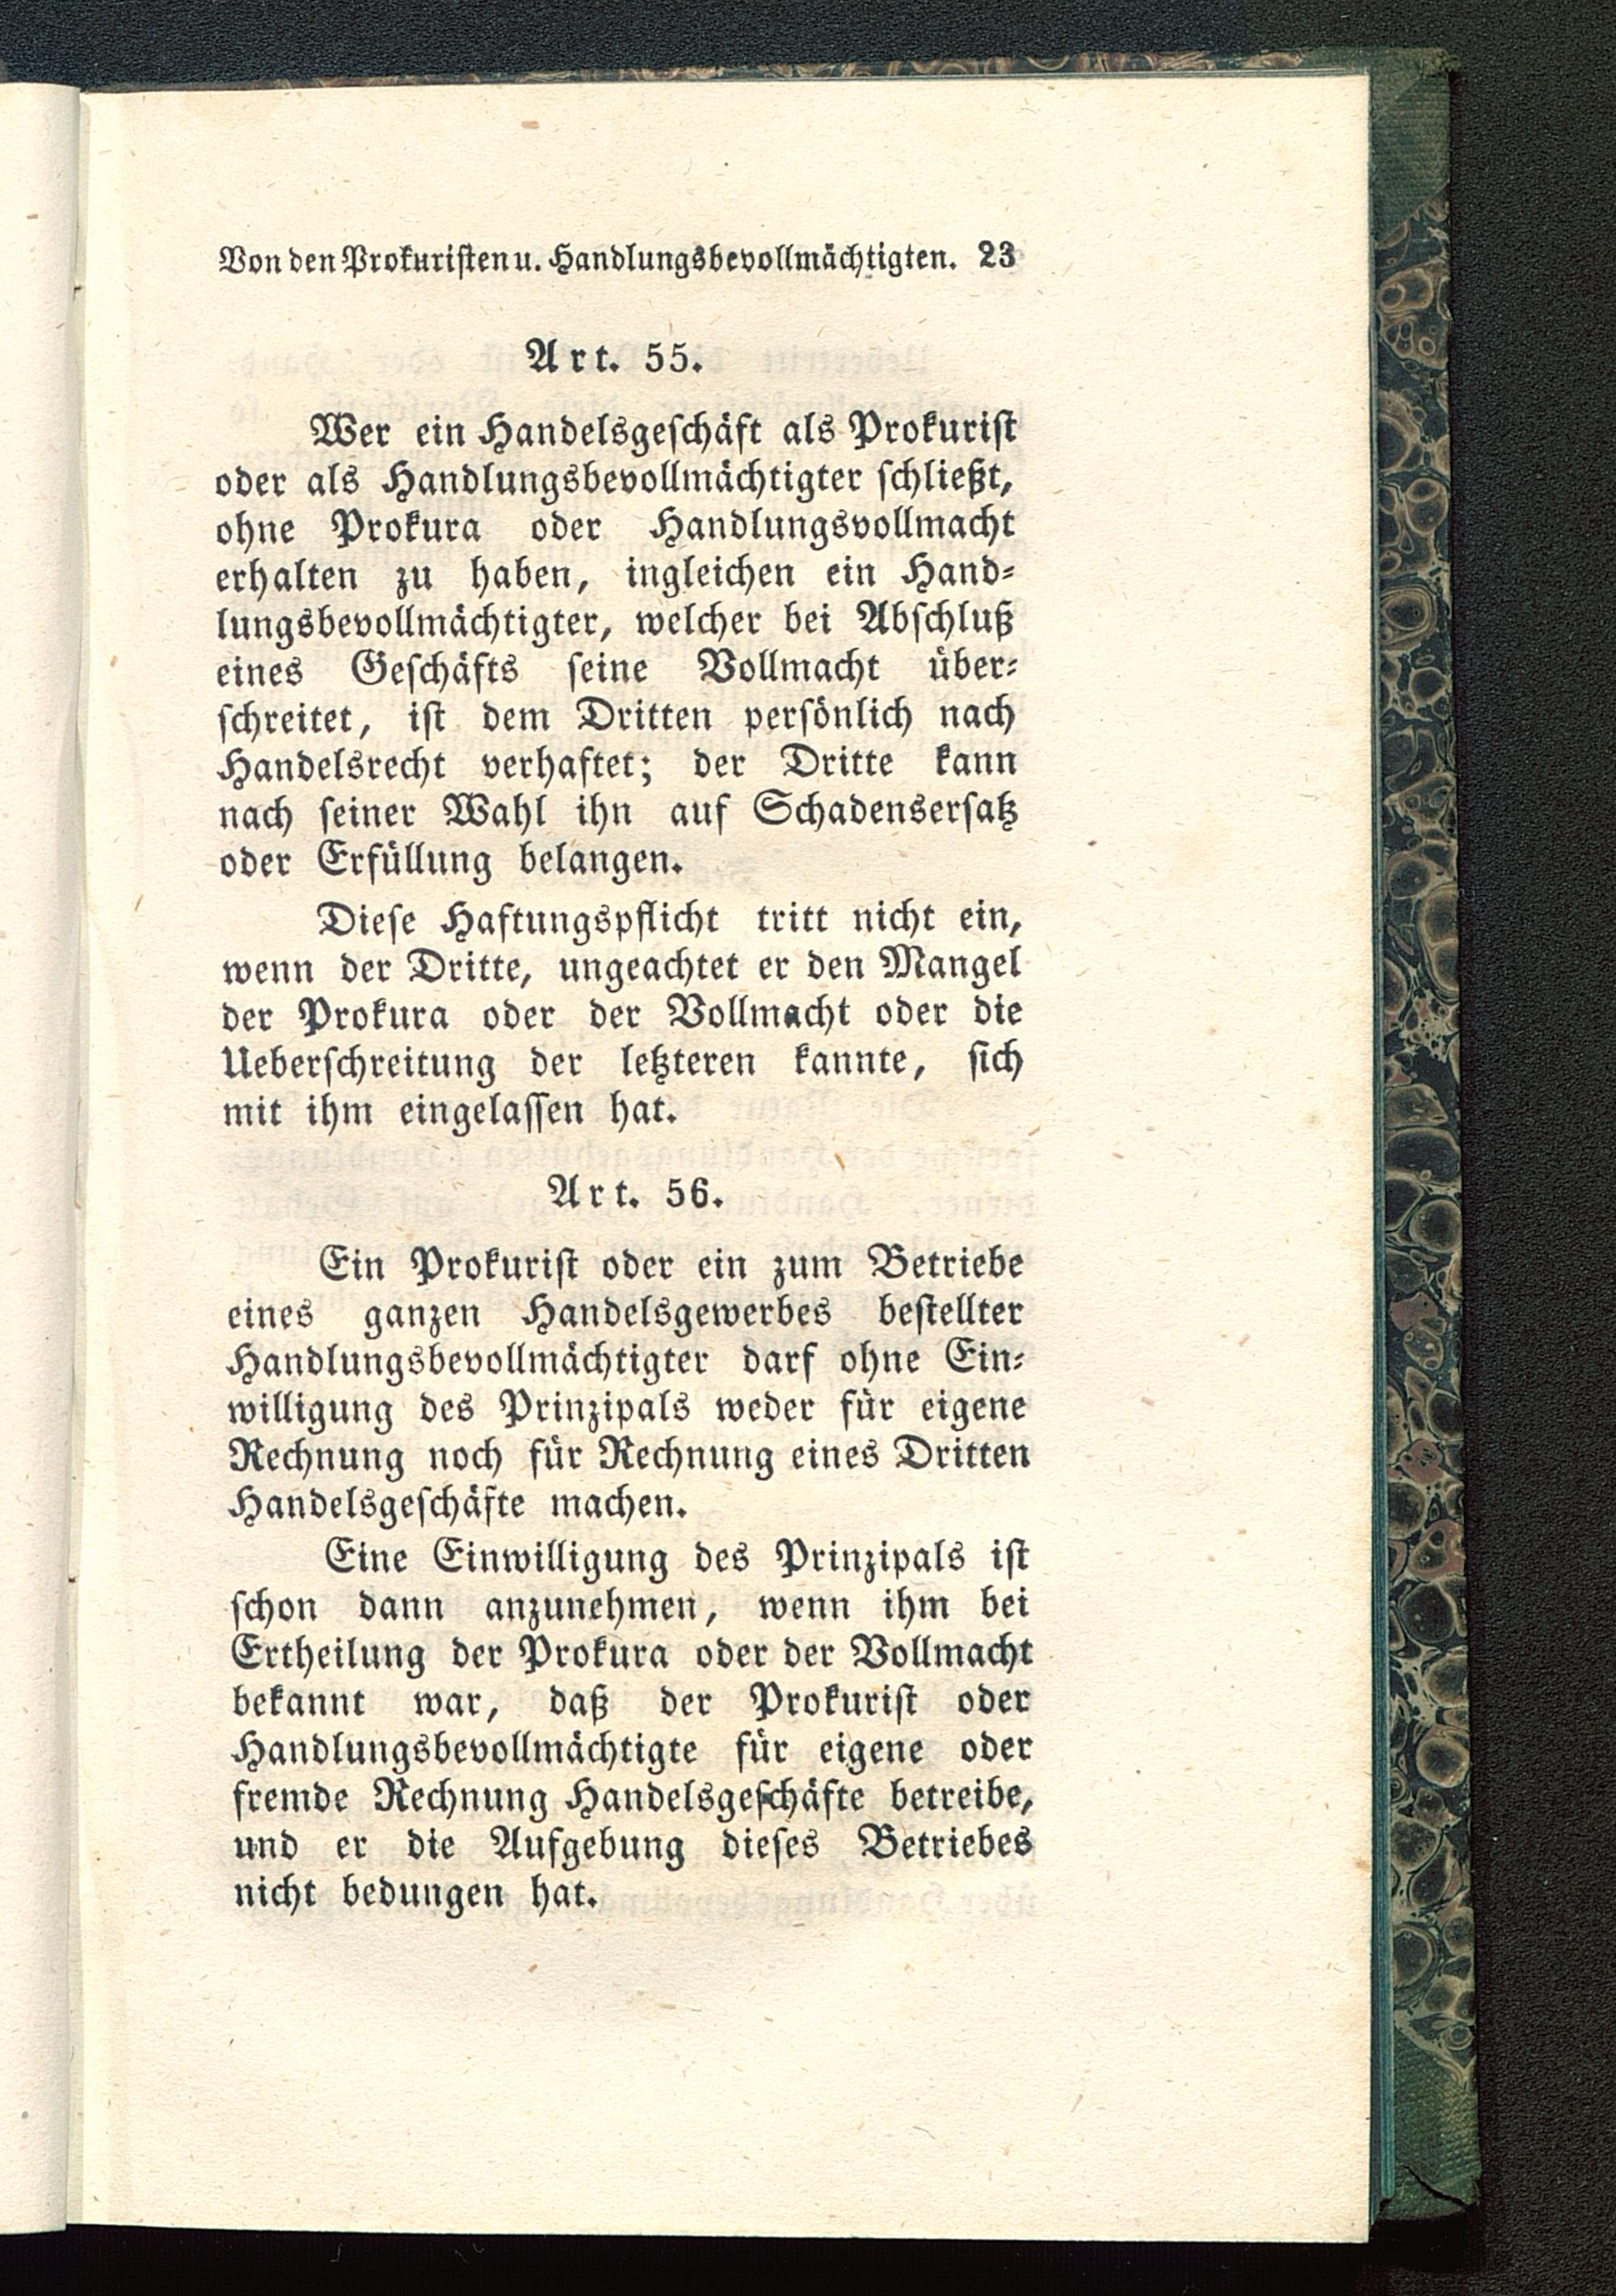 Von den Prokuristen u. Handlungsbevollmächtigten. 23
Art. 55.
Wer ein Handelsgeschäft als Prokurist
oder als Handlungsbevollmächtigter schließt,
ohne Prokura oder Handlungsvollmacht
erhalten zu haben, ingleichen ein Hand-
lungsbevollmächtigter, welcher bei Abschluß
eines Geschäfts seine Vollmacht über-
schreitet, ist dem Dritten persönlich nach
Handelsrecht verhaftet; der Dritte kann
nach seiner Wahl ihn auf Schadensersatz
oder Erfüllung belangen.
Diese Haftungspflicht tritt nicht ein,
wenn der Dritte, ungeachtet er den Mangel
der Prokura oder der Vollmacht oder die
Ueberschreitung der letzteren kannte, sich
mit ihm eingelassen hat.
Art. 56.
Ein Prokurist oder ein zum Betriebe
eines ganzen Handelsgewerbes bestellter
Handlungsbevollmächtigter darf ohne Ein-
willigung des Prinzipals weder für eigene
Rechnung noch für Rechnung eines Dritten
Handelsgeschäfte machen.
Eine Einwilligung des Prinzipals ist
schon dann anzunehmen, wenn ihm bei
Ertheilung der Prokura oder der Vollmacht
bekannt war, daß der Prokurist oder
Handlungsbevollmächtigte für eigene oder
fremde Rechnung Handelsgeschäfte betreibe,
und er die Aufgebung dieses Betriebes
nicht bedungen hat.